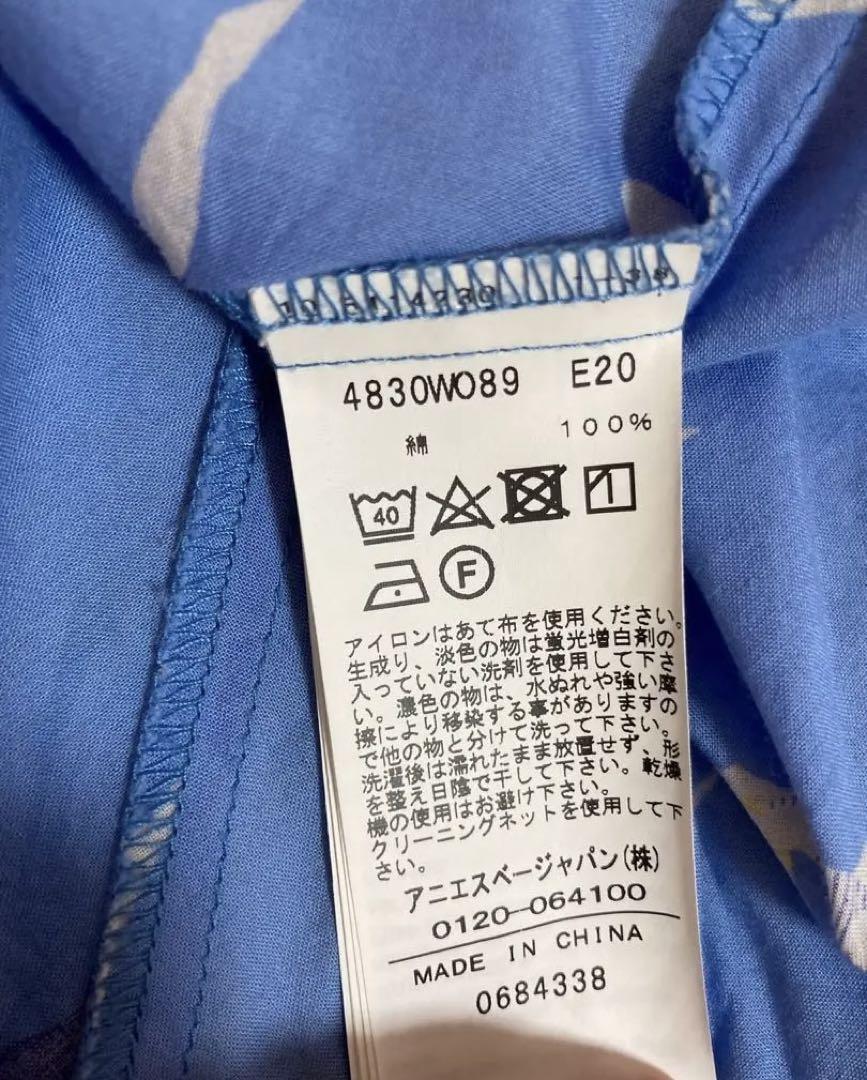 4830W089 E20
綿 100%
40
F
アイロンはあて布を使用ください。
生成り、淡色の物は蛍光増白剤の
入っていない洗剤を使用して下さ
い。濃色の物は、水ぬれや強い摩
擦により移染する事がありますの
で他の物と分けて洗って下さい。
洗濯後は濡れたまま放置せず、形
を整え日陰で干して下さい。乾燥
機の使用はお避け下さい。
クリーニングネットを使用して下
さい。
アニエスベージャパン(株)
0120-064100
MADE IN CHINA
0684338